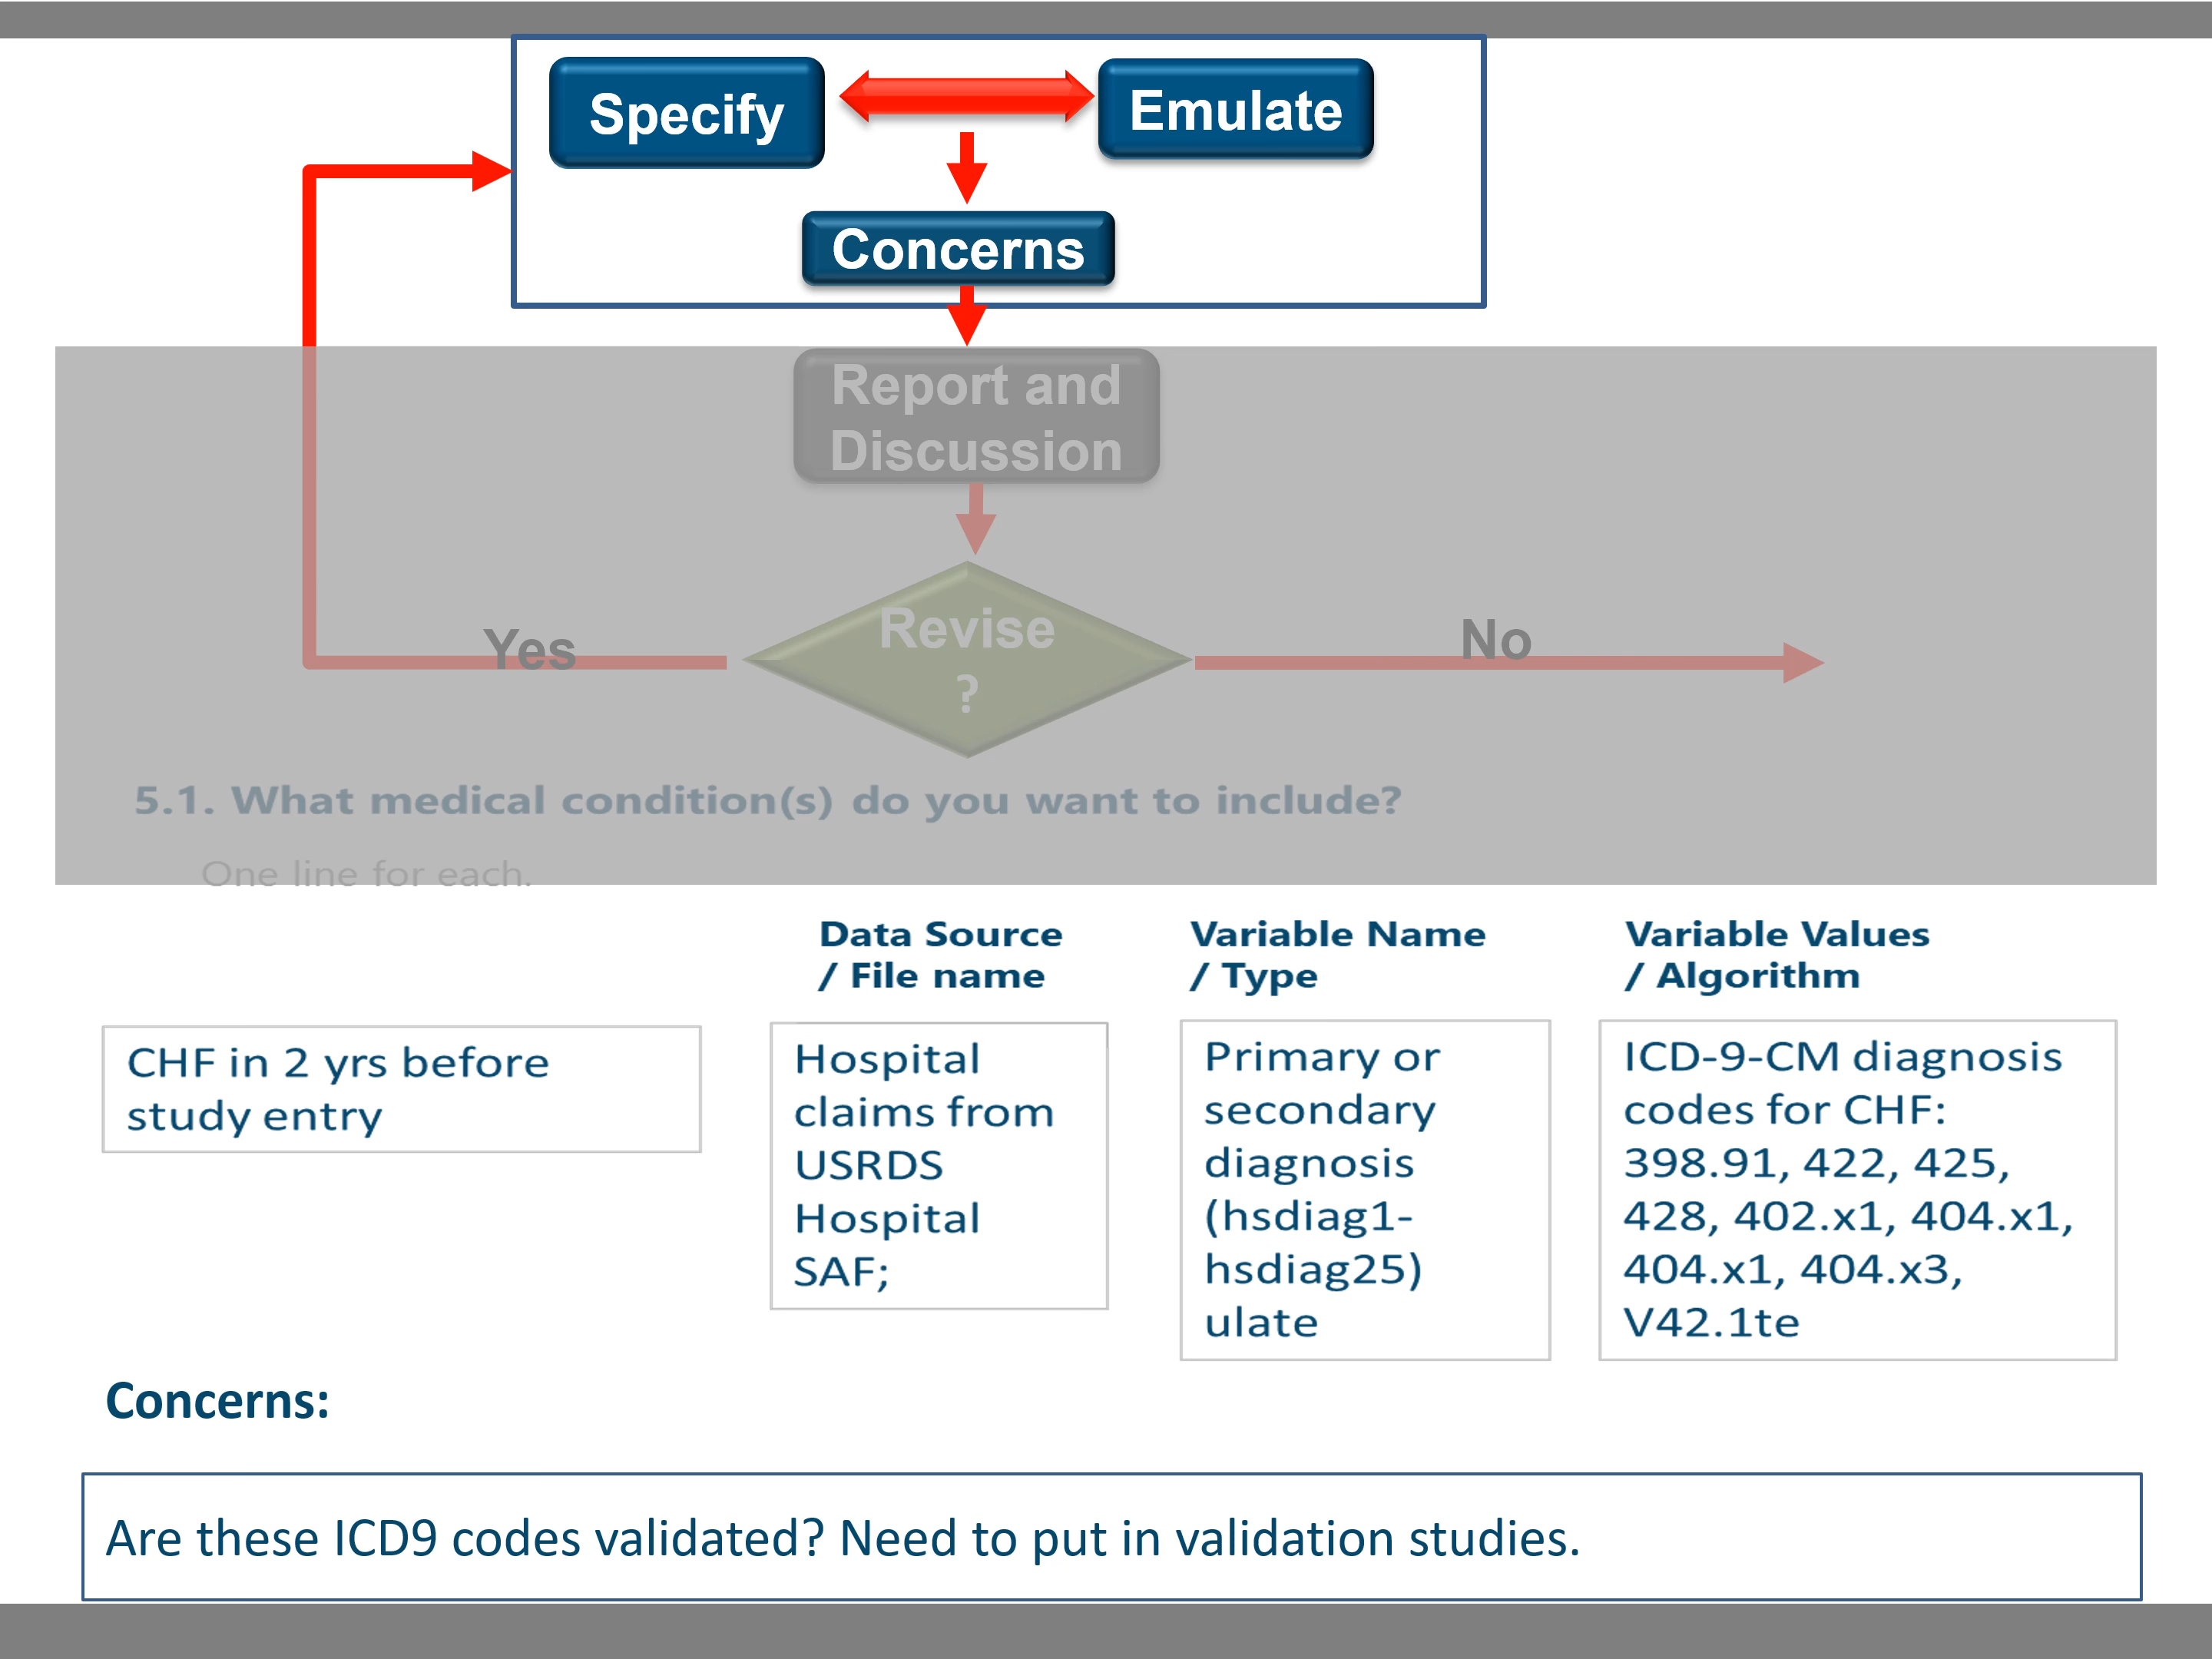 Specify
Emulate
Concerns
Report and
Discussion
Revise
?
Yes
No
5.1. What medical condition(s) do you want to include?
One line for each.
Data Source
/ File name
Variable Name
/ Type
Variable Values
/ Algorithm
CHF in 2 yrs before
study entry
Hospital
claims from
USRDS
Hospital
SAF;
Primary or
secondary
diagnosis
(hsdiag1-
hsdiag25)
ulate
ICD-9-CM diagnosis
codes for CHF:
398.91, 422, 425,
428, 402.x1, 404.x1,
404.x1, 404.x3,
V42.1te
Concerns:
Are these ICD9 codes validated? Need to put in validation studies.